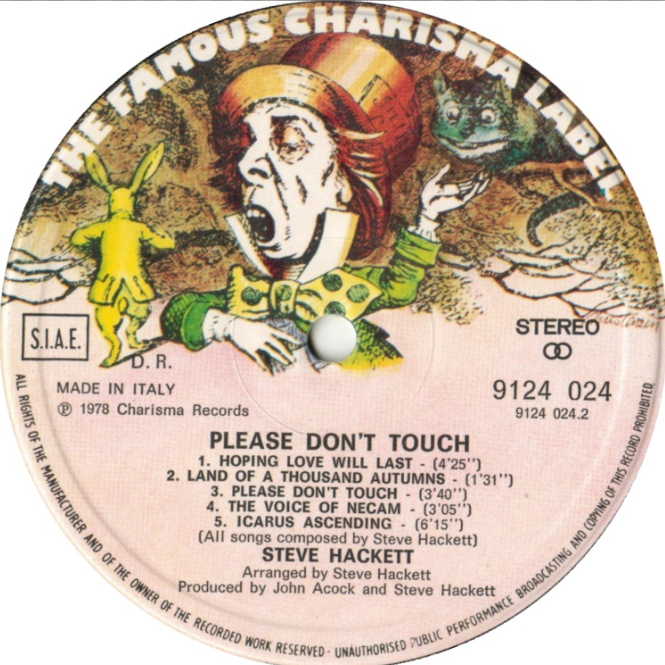 THE FAMOUS CHARISMA LABEL
S.I.A.E.
D. R.
STEREO
MADE IN ITALY
℗ 1978 Charisma Records
9124 024
9124 024.2
PLEASE DON'T TOUCH
1. HOPING LOVE WILL LAST - (4'25'')
2. LAND OF A THOUSAND AUTUMNS - (1'31'')
3. PLEASE DON'T TOUCH - (3'40'')
4. THE VOICE OF NECAM - (3'05'')
5. ICARUS ASCENDING - (6'15'')
(All songs composed by Steve Hackett)
STEVE HACKETT
Arranged by Steve Hackett
Produced by John Acock and Steve Hackett
ALL RIGHTS OF THE MANUFACTURER AND OF THE OWNER OF THE RECORDED WORK RESERVED · UNAUTHORISED PUBLIC PERFORMANCE BROADCASTING AND COPYING OF THIS RECORD PROHIBITED